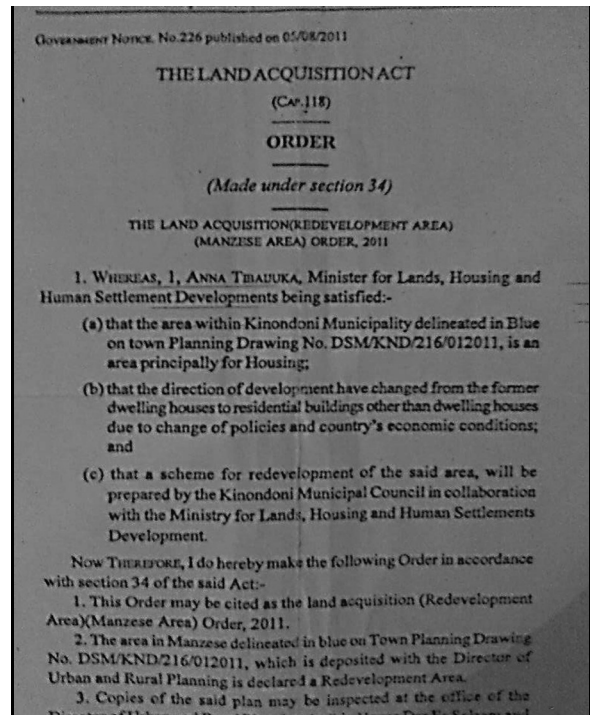 GOVERNMENT NOTICE. No.226 published on 05/08/2011
THE LAND ACQUISITION ACT
(CAP.118)
ORDER
(Made under section 34)
THE LAND ACQUISITION(REDEVELOPMENT AREA)
(MANZESE AREA) ORDER, 2011
1. WHEREAS, 1, ANNA TIBAIJUKA, Minister for Lands, Housing and
Human Settlement Developments being satisfied:-
(a) that the area within Kinondoni Municipality delineated in Blue
on town Planning Drawing No. DSM/KND/216/012011, is an
area principally for Housing;
(b) that the direction of development have changed from the former
dwelling houses to residential buildings other than dwelling houses
due to change of policies and country's economic conditions;
and
(c) that a scheme for redevelopment of the said area, will be
prepared by the Kinondoni Municipal Council in collaboration
with the Ministry for Lands, Housing and Human Settlements
Development.
NOW THEREFORE, I do hereby make the following Order in accordance
with section 34 of the said Act:-
1. This Order may be cited as the land acquisition (Redevelopment
Area)(Manzese Area) Order, 2011.
2. The area in Manzese delineated in blue on Town Planning Drawing
No. DSM/KND/216/012011, which is deposited with the Director of
Urban and Rural Planning is declared a Redevelopment Area.
3. Copies of the said plan may be inspected at the office of the